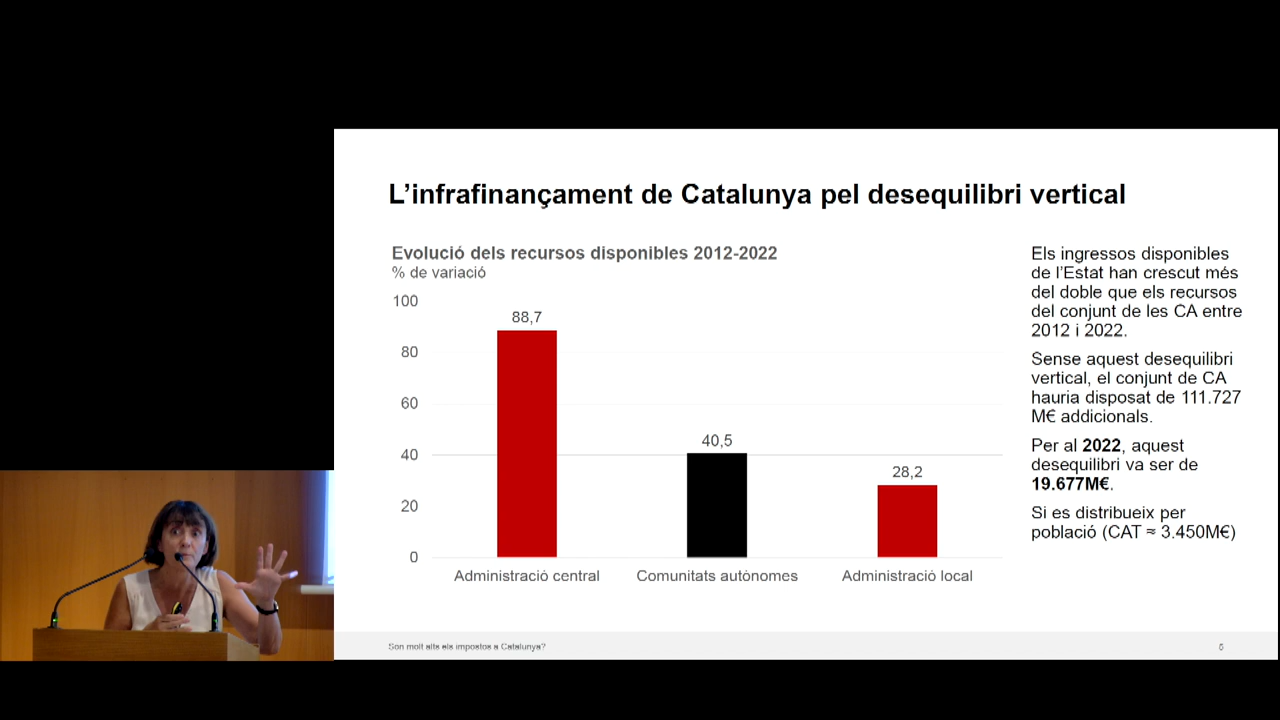 L'infrafinançament de Catalunya pel desequilibri vertical
Evolució dels recursos disponibles 2012-2022
% de variació
100
80
60
40
20
0
88,7
40,5
28,2
Administració central
Comunitats autònomes
Administració local
Els ingressos disponibles
de l'Estat han crescut més
del doble que els recursos
del conjunt de les CA entre
2012 i 2022.
Sense aquest desequilibri
vertical, el conjunt de CA
hauria disposat de 111.727
M€ addicionals.
Per al 2022, aquest
desequilibri va ser de
19.677M€.
Si es distribueix per
població (CAT ≈ 3.450M€)
Son molt alts els impostos a Catalunya?
5